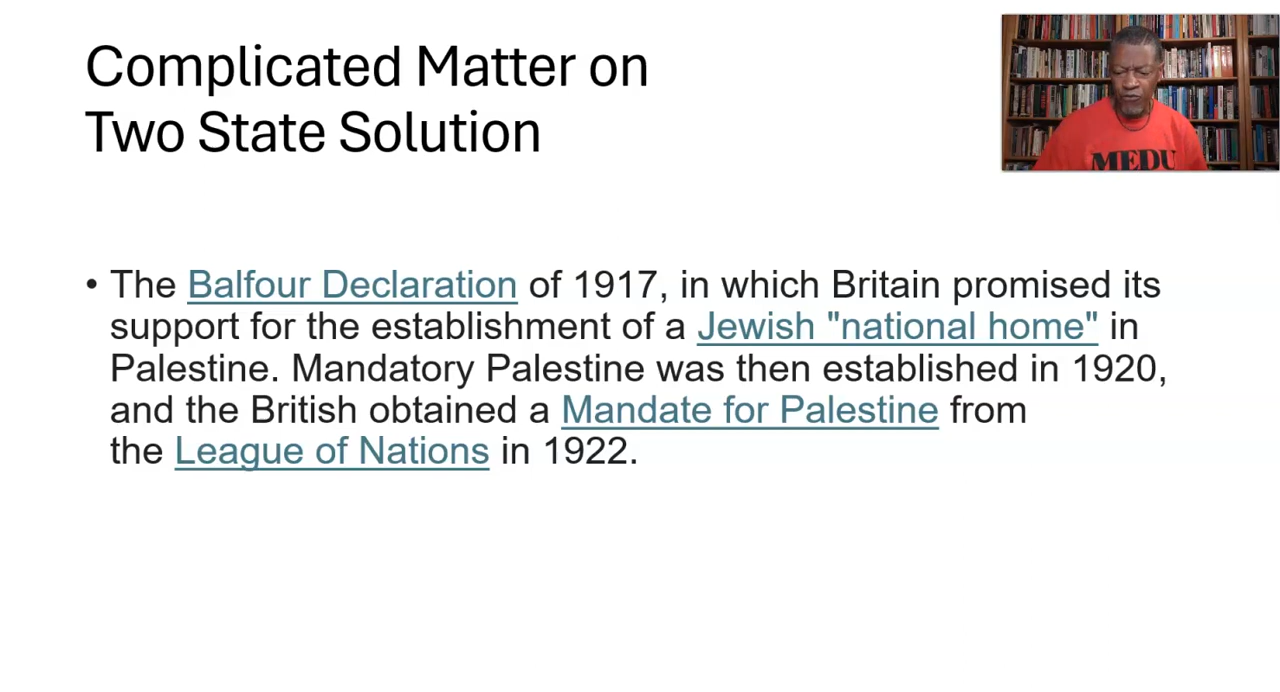 Complicated Matter on
Two State Solution
MEDU
• The Balfour Declaration of 1917, in which Britain promised its
support for the establishment of a Jewish "national home" in
Palestine. Mandatory Palestine was then established in 1920,
and the British obtained a Mandate for Palestine from
the League of Nations in 1922.